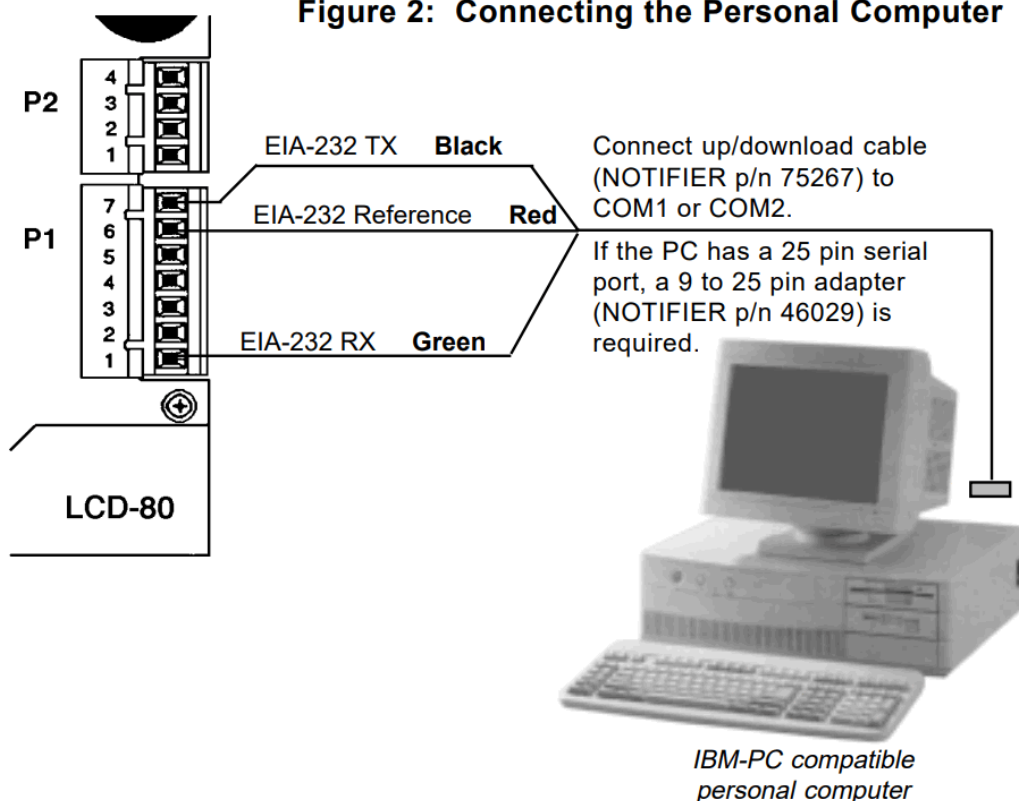 Figure 2: Connecting the Personal Computer
P2
4
3
2
1
P1
7
6
5
4
3
2
1
EIA-232 TX Black
EIA-232 Reference Red
EIA-232 RX Green
Connect up/download cable
(NOTIFIER p/n 75267) to
COM1 or COM2.
If the PC has a 25 pin serial
port, a 9 to 25 pin adapter
(NOTIFIER p/n 46029) is
required.
LCD-80
IBM-PC compatible
personal computer